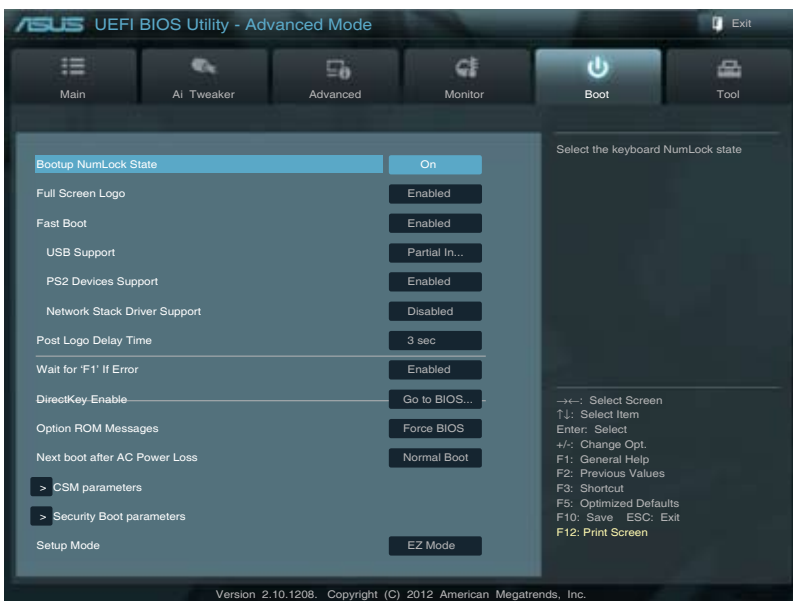 ASUS UEFI BIOS Utility - Advanced Mode
Exit
Main
Ai Tweaker
Advanced
Monitor
Boot
Tool
Bootup NumLock State On
Full Screen Logo Enabled
Fast Boot Enabled
USB Support Partial In...
PS2 Devices Support Enabled
Network Stack Driver Support Disabled
Post Logo Delay Time 3 sec
Wait for ‘F1’ If Error Enabled
DirectKey Enable Go to BIOS...
Option ROM Messages Force BIOS
Next boot after AC Power Loss Normal Boot
> CSM parameters
> Security Boot parameters
Setup Mode EZ Mode
Select the keyboard NumLock state
→←: Select Screen
↑↓: Select Item
Enter: Select
+/-: Change Opt.
F1: General Help
F2: Previous Values
F3: Shortcut
F5: Optimized Defaults
F10: Save ESC: Exit
F12: Print Screen
Version 2.10.1208. Copyright (C) 2012 American Megatrends, Inc.